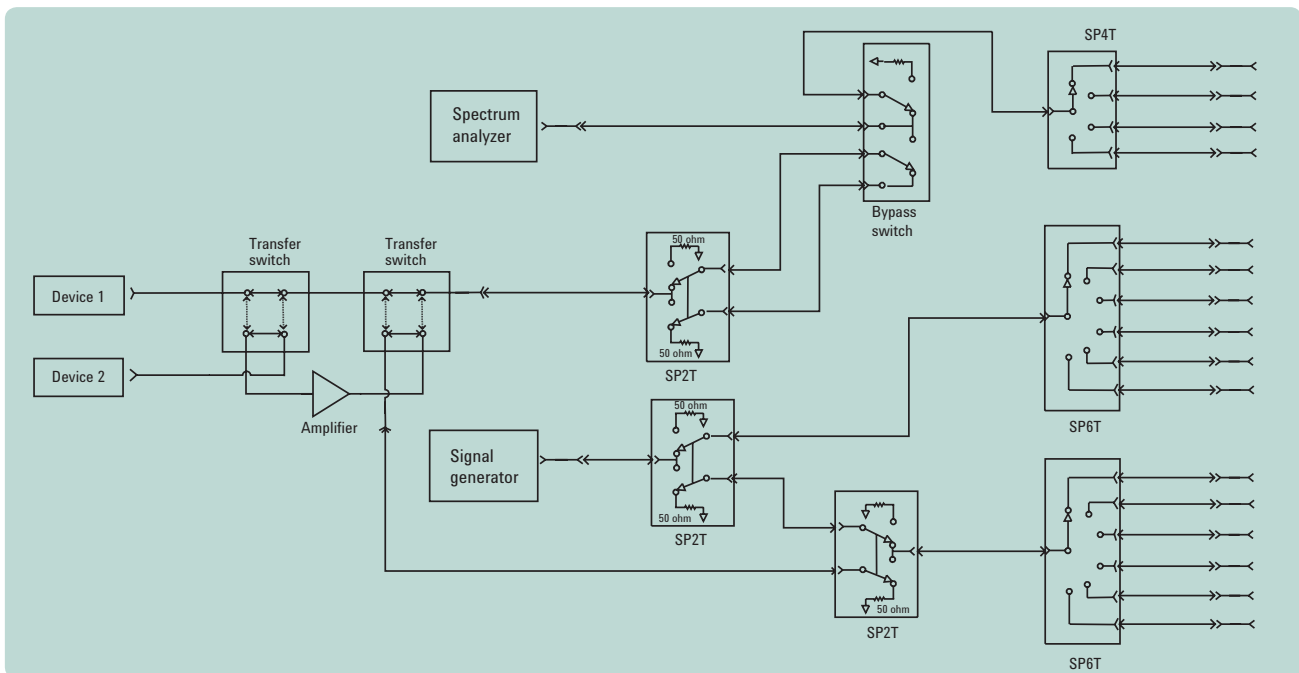 SP4T
Spectrum
analyzer
Bypass
switch
Transfer
switch
Transfer
switch
50 ohm
Device 1
50 ohm
SP2T
Device 2
Amplifier
50 ohm
SP6T
Signal
generator
50 ohm
SP2T
50 ohm
SP2T
SP6T